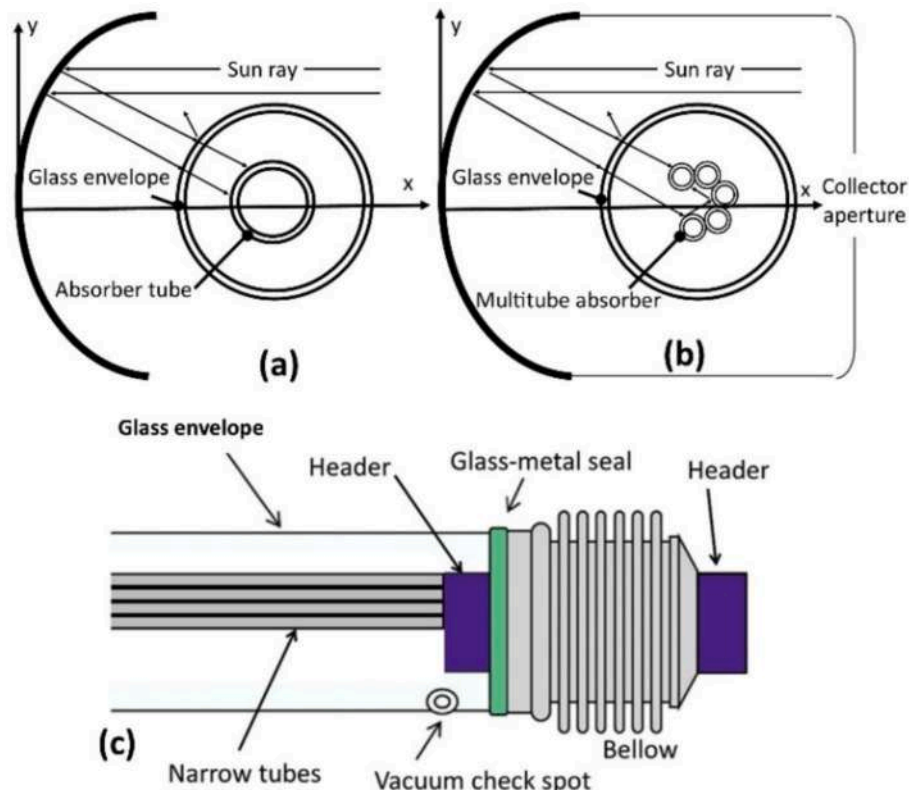 y
Sun ray
Glass envelope
x
Absorber tube
(a)
y
Sun ray
Glass envelope
x
Collector
aperture
Multitube absorber
(b)
Glass envelope
Header
Glass-metal seal
Header
(c)
Narrow tubes
Vacuum check spot
Bellow